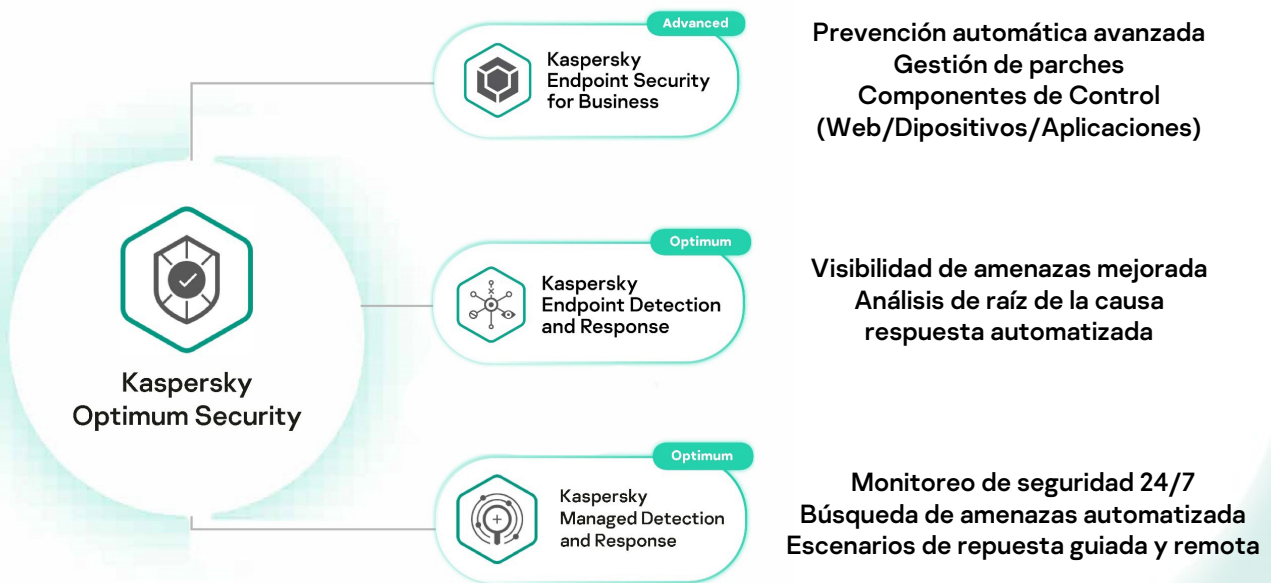 Advanced
Kaspersky
Endpoint Security
for Business
Prevención automática avanzada
Gestión de parches
Componentes de Control
(Web/Dipositivos/Aplicaciones)
Kaspersky
Optimum Security
Optimum
Kaspersky
Endpoint Detection
and Response
Visibilidad de amenazas mejorada
Análisis de raíz de la causa
respuesta automatizada
Optimum
Kaspersky
Managed Detection
and Response
Monitoreo de seguridad 24/7
Búsqueda de amenazas automatizada
Escenarios de repuesta guiada y remota